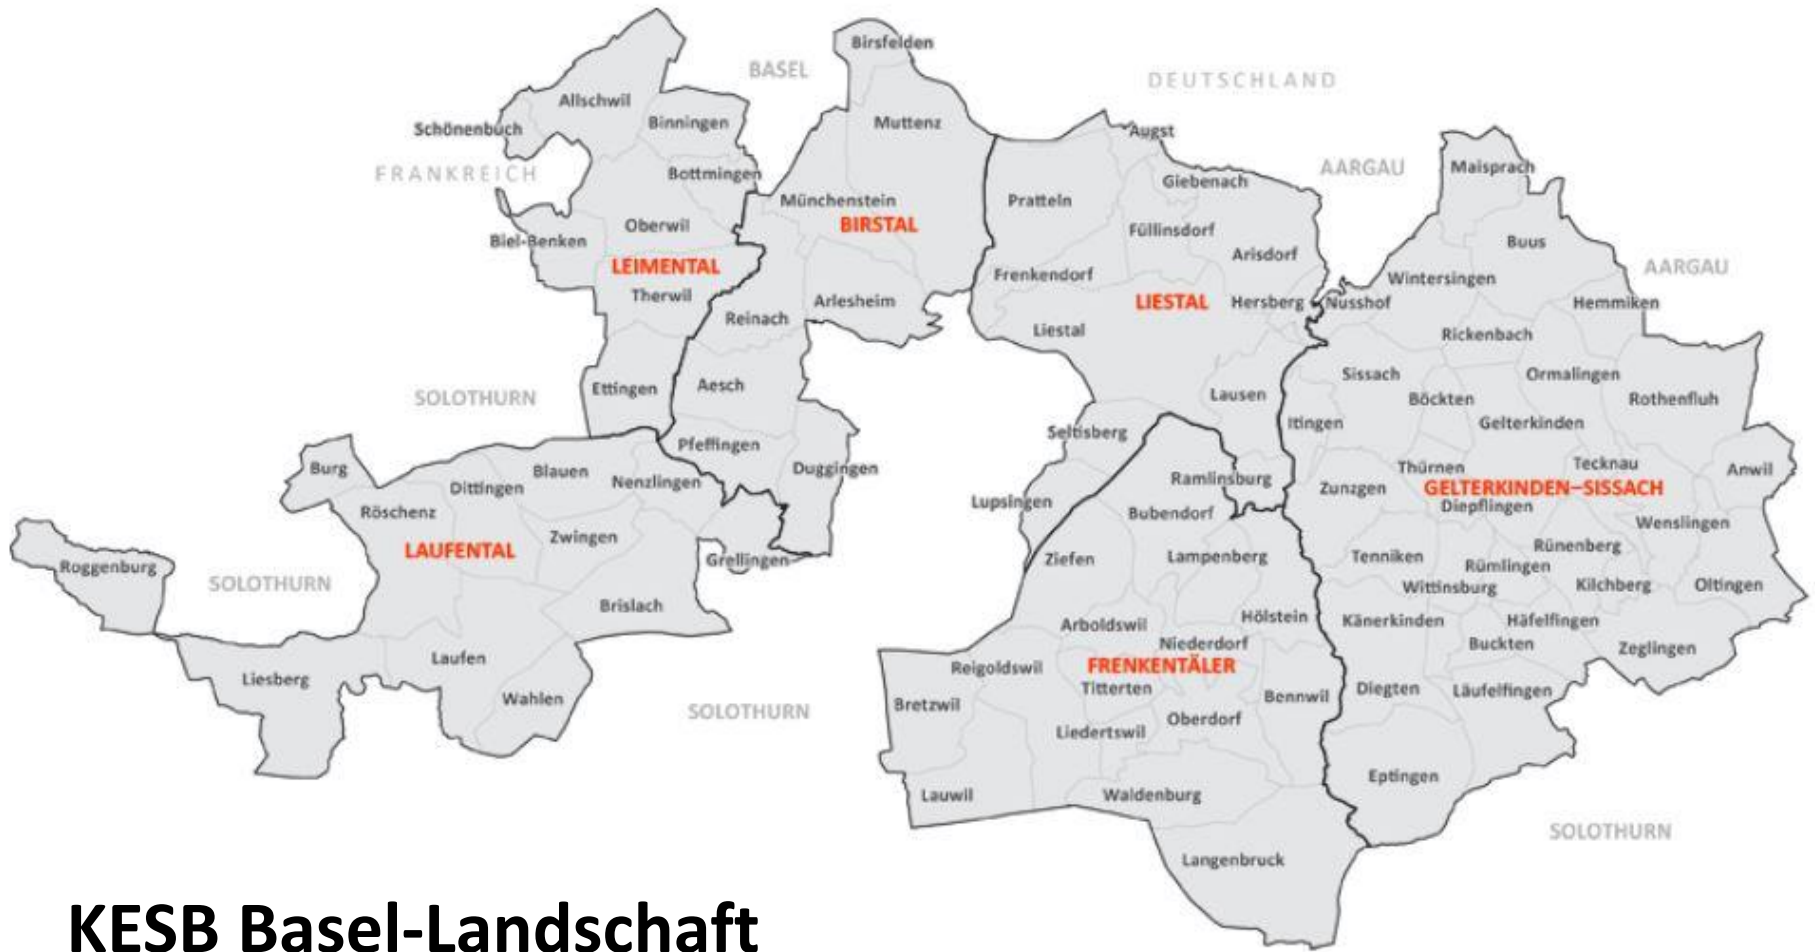 Birsfelden
BASEL
DEUTSCHLAND
Allschwil
Schönenbuch
Binningen
Muttenz
Augst
FRANKREICH
Bottmingen
AARGAU
Maisprach
Giebenach
Münchenstein
Pratteln
BIRSTAL
Oberwil
Füllinsdorf
Biel-Benken
Buus
Arisdorf
LEIMENTAL
AARGAU
Frenkendorf
Wintersingen
Therwil
Arlesheim
LIESTAL
Hersberg
Nusshof
Hemmiken
Reinach
Liestal
Rickenbach
Sissach
Ormalingen
Ettingen
Aesch
SOLOTHURN
Lausen
Böckten
Rothenfluh
Itingen
Gelterkinden
Seltisberg
Pfeffingen
Burg
Blauen
Duggingen
Thürnen
Tecknau
Anwil
Dittingen
Nenzlingen
Ramlinsburg
Zunzgen
GELTERKINDEN–SISSACH
Lupsingen
Diepflingen
Röschenz
Bubendorf
Wenslingen
Zwingen
LAUFENTAL
Rünenberg
Grellingen
Ziefen
Lampenberg
Tenniken
Roggenburg
Rümlingen
SOLOTHURN
Wittinsburg
Kilchberg
Oltingen
Brislach
Hölstein
Arboldswil
Känerkinden
Häfelfingen
Niederdorf
Buckten
Zeglingen
Laufen
Reigoldswil
FRENKENTÄLER
Liesberg
Titterten
Diegten
Läufelfingen
Wahlen
Bretzwil
Bennwil
SOLOTHURN
Oberdorf
Liedertswil
Eptingen
Lauwil
Waldenburg
SOLOTHURN
Langenbruck
KESB Basel-Landschaft